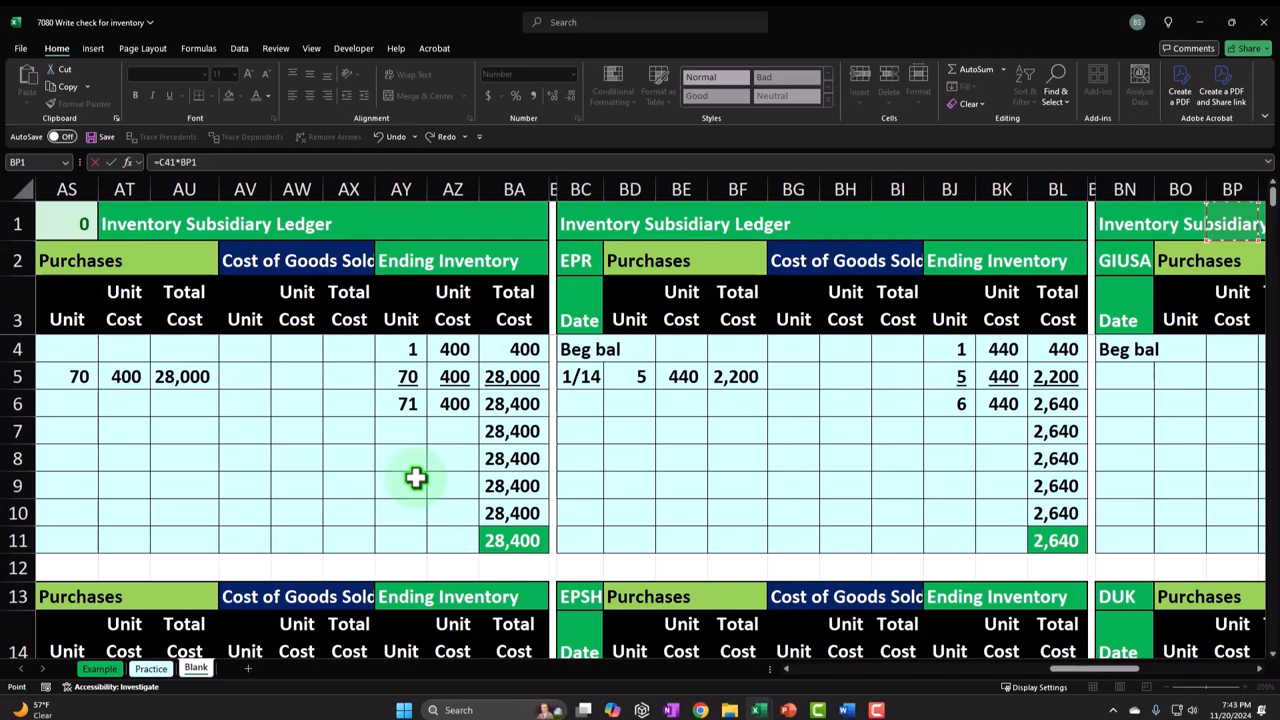 7080 Write check for inventory
Search
BS
File Home Insert Page Layout Formulas Data Review View Developer Help Acrobat Comments Share
Cut
Copy
Format Painter
Paste
Clipboard
11
Font
Wrap Text
Merge & Center
Alignment
Number
Number
Conditional Formatting
Format as Table
Normal Bad
Good Neutral
Styles
Insert Delete Format
Cells
AutoSum
Fill
Clear
Sort & Filter
Find & Select
Editing
Add-ins
Add-ins
Analyze Data
Create a PDF
Create a PDF and Share link
Adobe Acrobat
AutoSave Off Save Trace Precedents Trace Dependents Remove Arrows Undo Redo
BP1 fx =C41*BP1
AS AT AU AV AW AX AY AZ BA B BC BD BE BF BG BH BI BJ BK BL B BN BO BP
1 0 Inventory Subsidiary Ledger Inventory Subsidiary Ledger Inventory Subsidiary
2 Purchases Cost of Goods Sold Ending Inventory EPR Purchases Cost of Goods Sold Ending Inventory GIUSA Purchases
Unit Total Unit Total Unit Total Unit Total Unit Total Unit Total Unit
3 Unit Cost Cost Unit Cost Cost Unit Cost Cost Date Unit Cost Cost Unit Cost Cost Unit Cost Cost Date Unit Cost
4 1 400 400 Beg bal 1 440 440 Beg bal
5 70 400 28,000 70 400 28,000 1/14 5 440 2,200 5 440 2,200
6 71 400 28,400 6 440 2,640
7 28,400 2,640
8 28,400 2,640
9 28,400 2,640
10 28,400 2,640
11 28,400 2,640
12
13 Purchases Cost of Goods Sold Ending Inventory EPSH Purchases Cost of Goods Sold Ending Inventory DUK Purchases
Unit Total Unit Total Unit Total Unit Total Unit Total Unit Total Unit
14 Unit Cost Cost Unit Cost Cost Unit Cost Cost Date Unit Cost Cost Unit Cost Cost Unit Cost Cost Date Unit Cost
Example Practice Blank
Point Accessibility: Investigate Display Settings 205%
57°F
Clear
Search
7:43 PM
11/20/2024